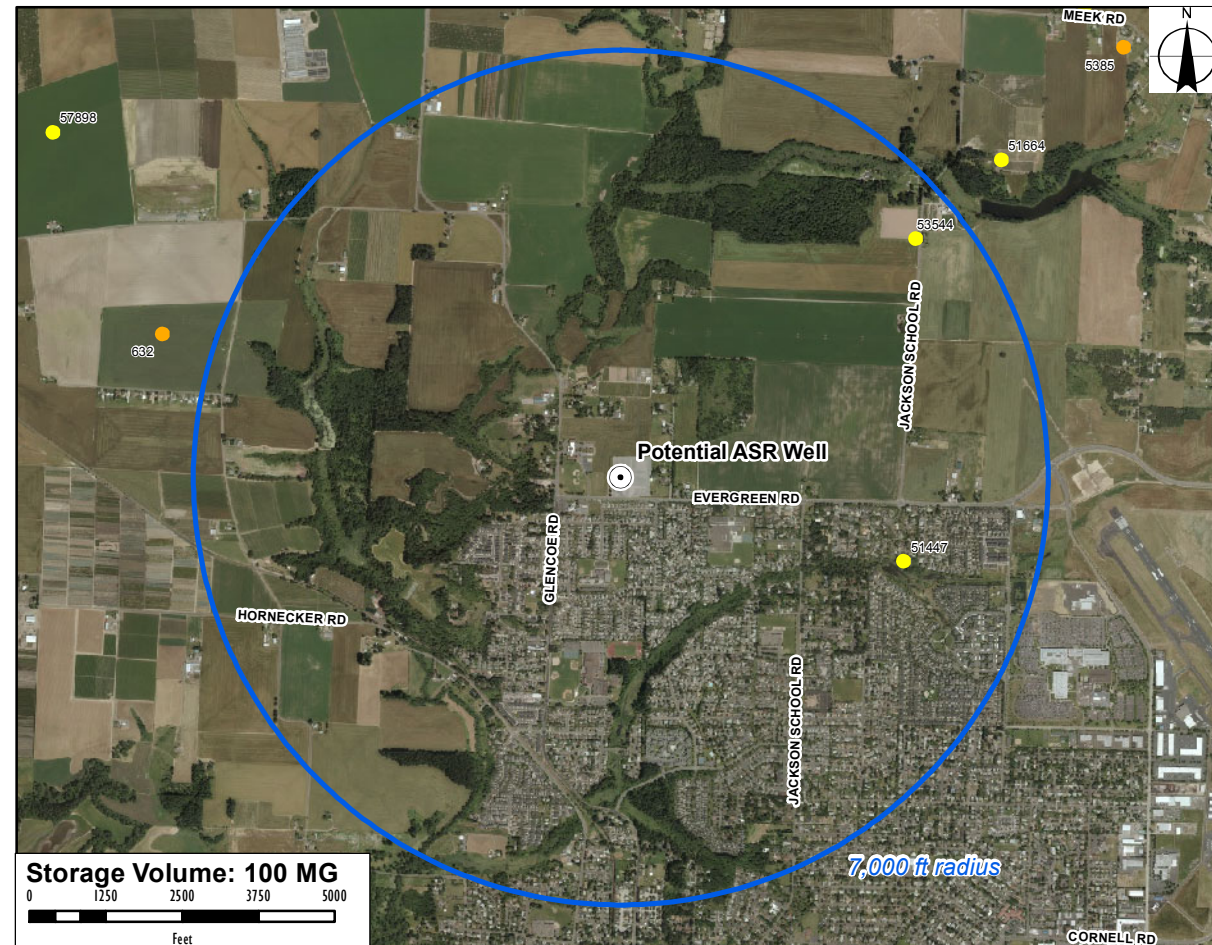 MEEK RD
N
5385
57898
51664
53544
632
JACKSON SCHOOL RD
Potential ASR Well
EVERGREEN RD
GLENCOE RD
51447
HORNECKER RD
JACKSON SCHOOL RD
7,000 ft radius
Storage Volume: 100 MG
0 1250 2500 3750 5000
Feet
CORNELL RD